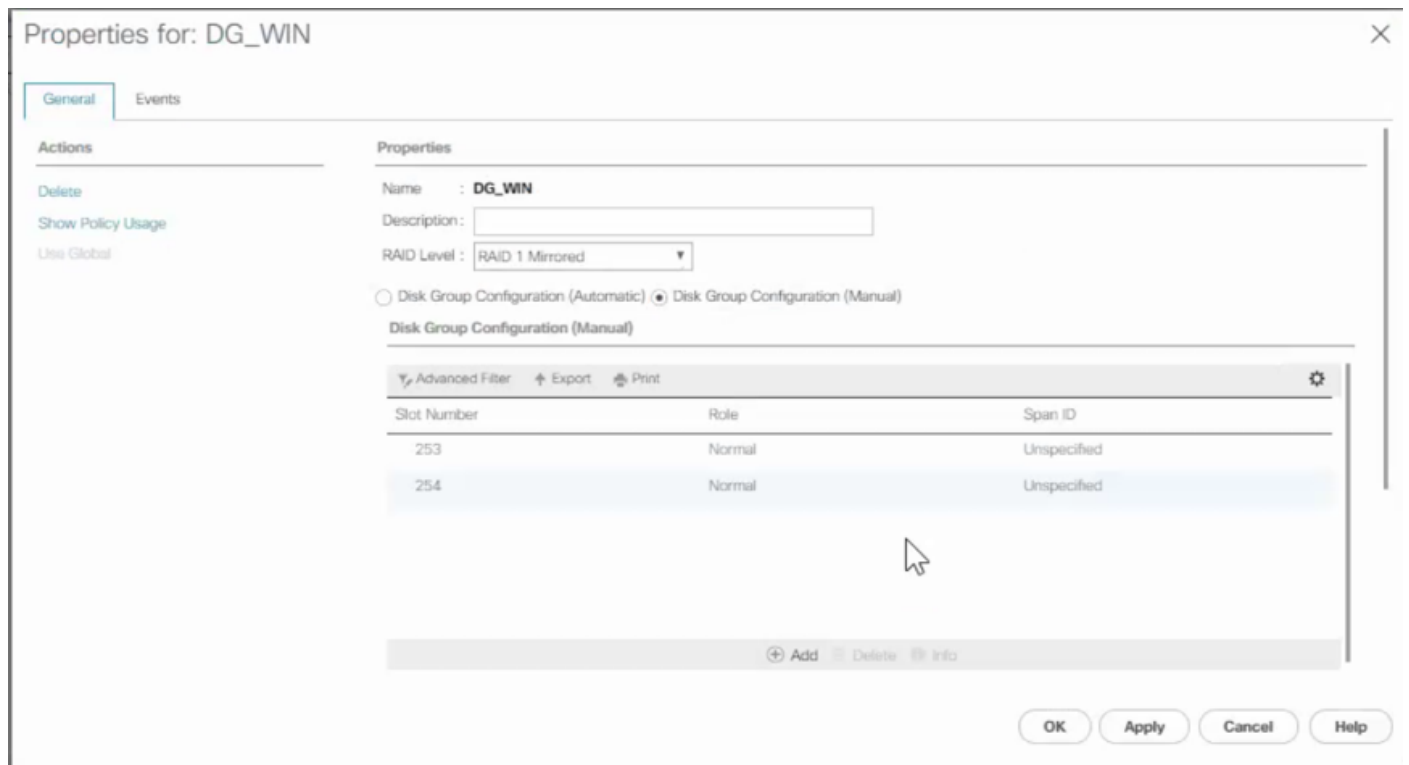 Properties for: DG_WIN
General Events
Actions
Delete
Show Policy Usage
Use Global
Properties
Name : DG_WIN
Description :
RAID Level : RAID 1 Mirrored
Disk Group Configuration (Automatic) Disk Group Configuration (Manual)
Disk Group Configuration (Manual)
Advanced Filter Export Print
Slot Number Role Span ID
253 Normal Unspecified
254 Normal Unspecified
Add Delete Info
OK Apply Cancel Help